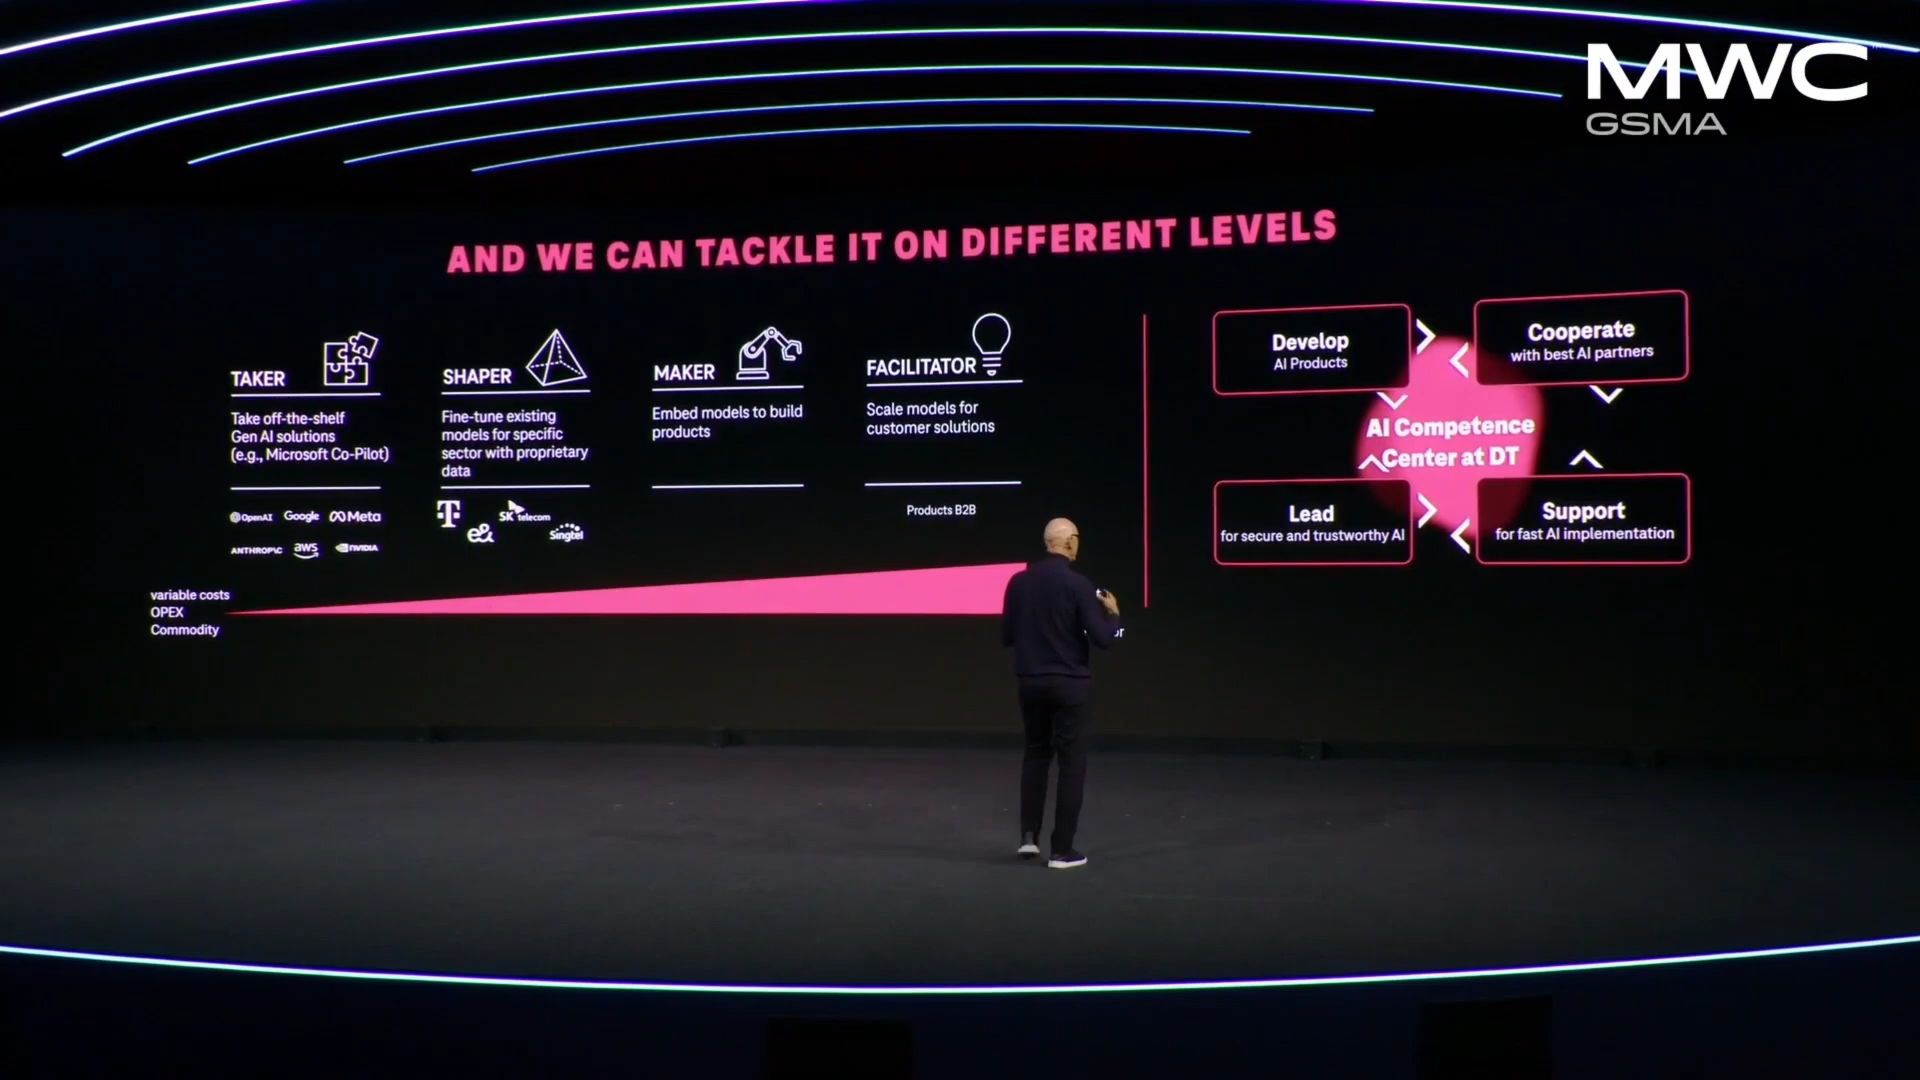 MWC
GSMA
AND WE CAN TACKLE IT ON DIFFERENT LEVELS
TAKER
Take off-the-shelf
Gen AI solutions
(e.g., Microsoft Co-Pilot)
OpenAI Google Meta
ANTHROP\C aws NVIDIA
SHAPER
Fine-tune existing
models for specific
sector with proprietary
data
T SK telecom
e& Singtel
MAKER
Embed models to build
products
FACILITATOR
Scale models for
customer solutions
Products B2B
variable costs
OPEX
Commodity
Develop
AI Products
Cooperate
with best AI partners
AI Competence
Center at DT
Lead
for secure and trustworthy AI
Support
for fast AI implementation